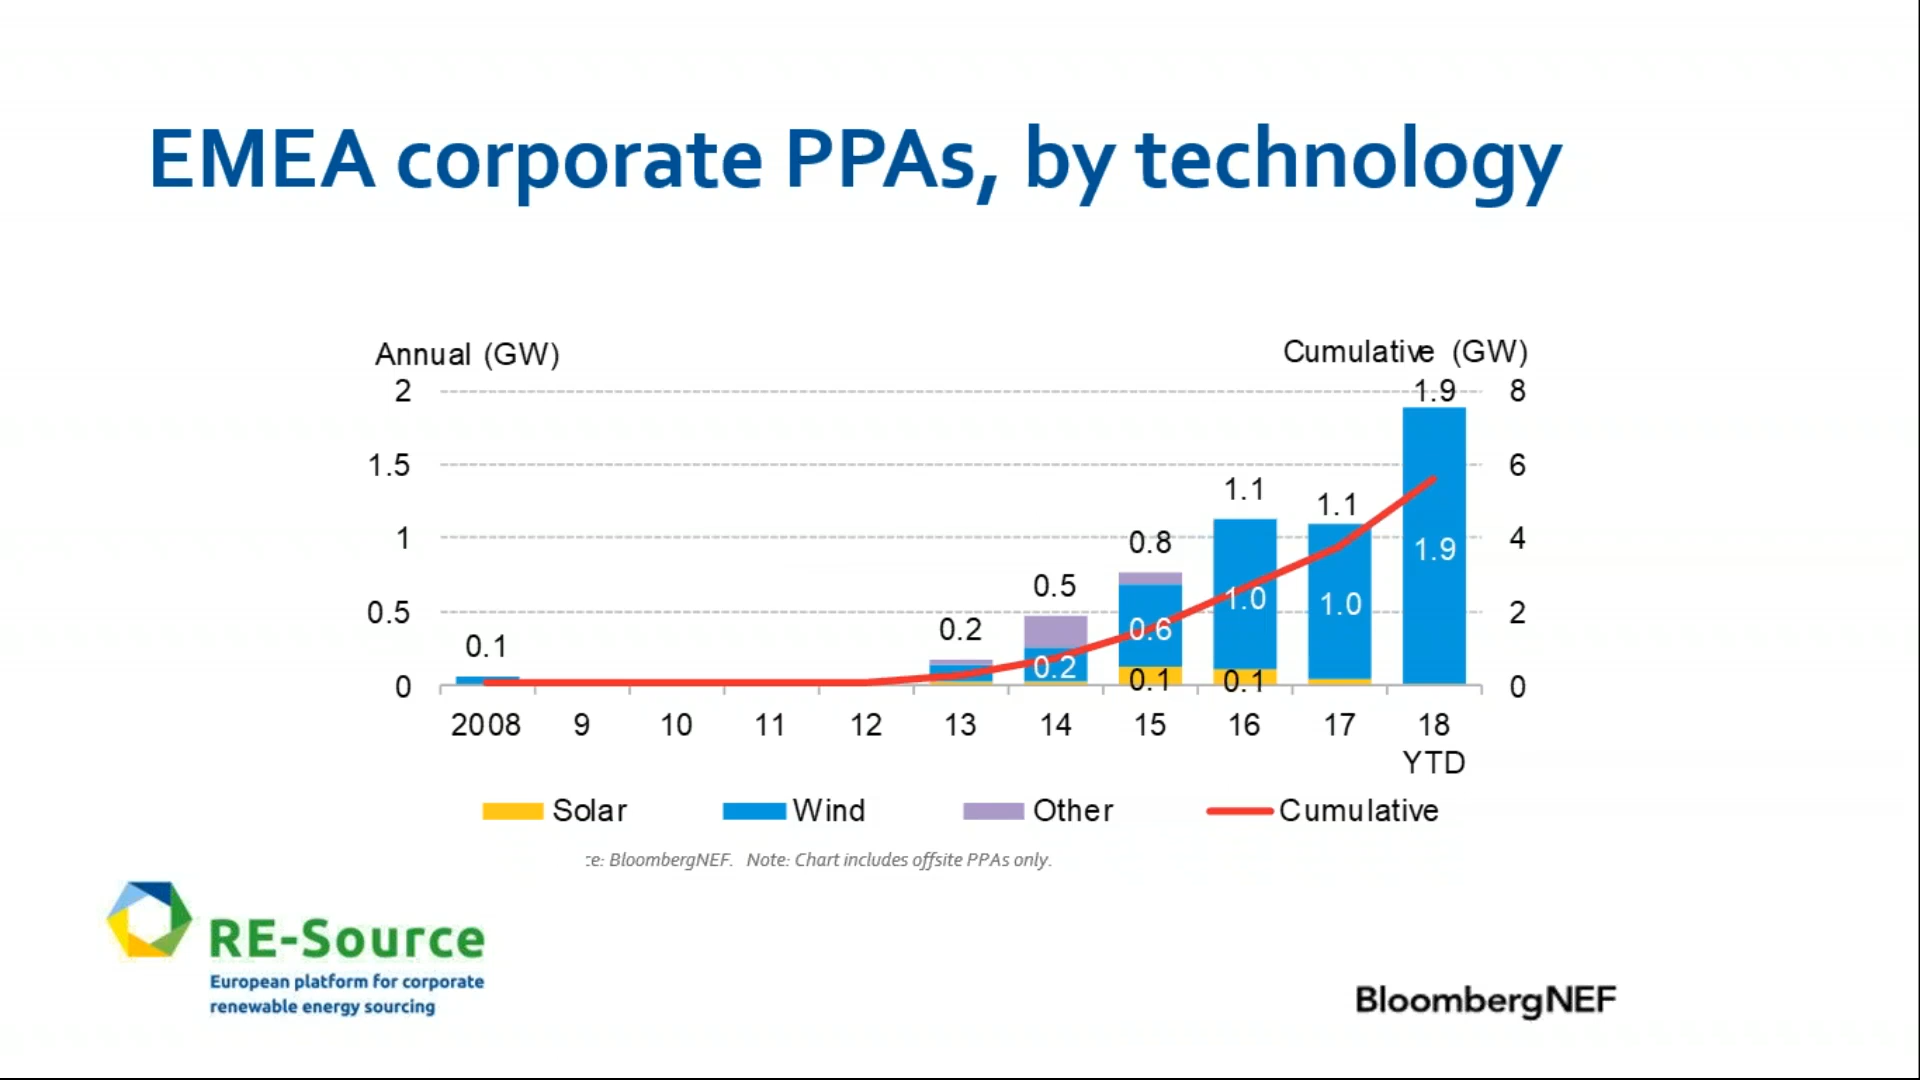 EMEA corporate PPAs, by technology
Annual (GW)
Cumulative (GW)
2
1.5
1
0.5
0
8
6
4
2
0
0.1
0.2
0.5
0.2
0.8
0.6
0.1
1.1
1.0
0.1
1.1
1.0
1.9
1.9
2008 9 10 11 12 13 14 15 16 17 18
YTD
Solar Wind Other Cumulative
BloombergNEF. Note: Chart includes offsite PPAs only.
RE-Source
European platform for corporate
renewable energy sourcing
BloombergNEF